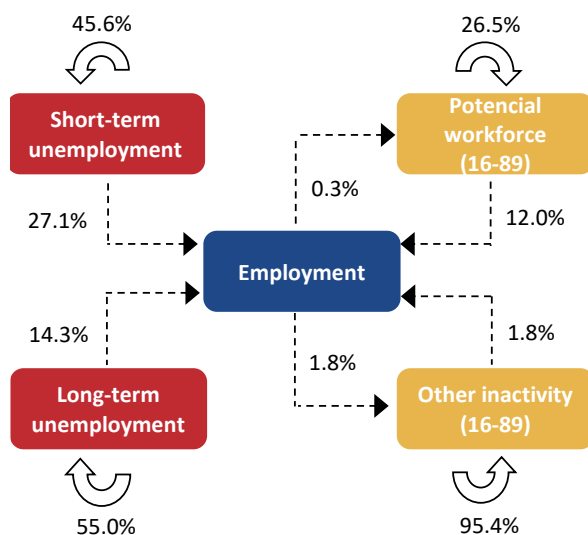 45.6%
26.5%
Short-term
unemployment
Potencial
workforce
(16-89)
0.3%
27.1%
12.0%
Employment
14.3%
1.8%
1.8%
Long-term
unemployment
Other inactivity
(16-89)
55.0%
95.4%